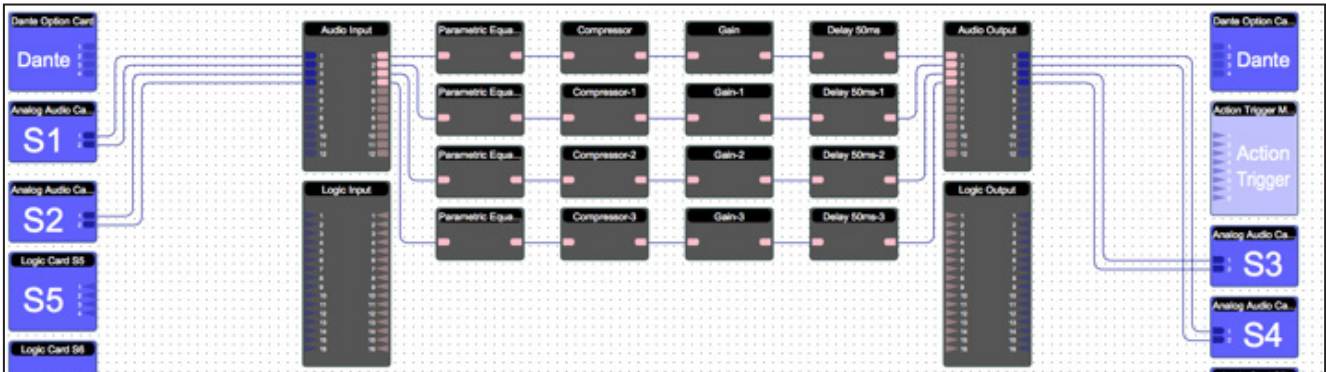 Dante Option Card
Dante
Analog Audio Ca...
S1
Analog Audio Ca...
S2
Logic Card S5
S5
Logic Card S6
Audio Input
Logic Input
Parametric Equa...
Compressor
Gain
Delay 50ms
Parametric Equa...
Compressor-1
Gain-1
Delay 50ms-1
Parametric Equa...
Compressor-2
Gain-2
Delay 50ms-2
Parametric Equa...
Compressor-3
Gain-3
Delay 50ms-3
Audio Output
Logic Output
Dante Option Ca...
Dante
Action Trigger M...
Action
Trigger
Analog Audio Ca...
S3
Analog Audio Ca...
S4